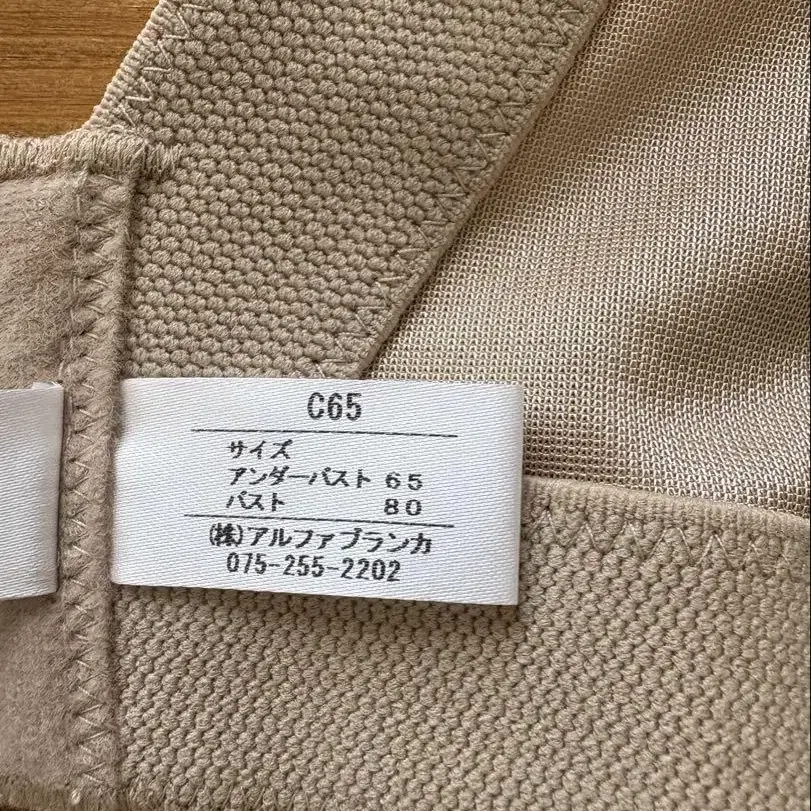 C65
サイズ
アンダーバスト 65
バスト 80
(株)アルファブランカ
075-255-2202